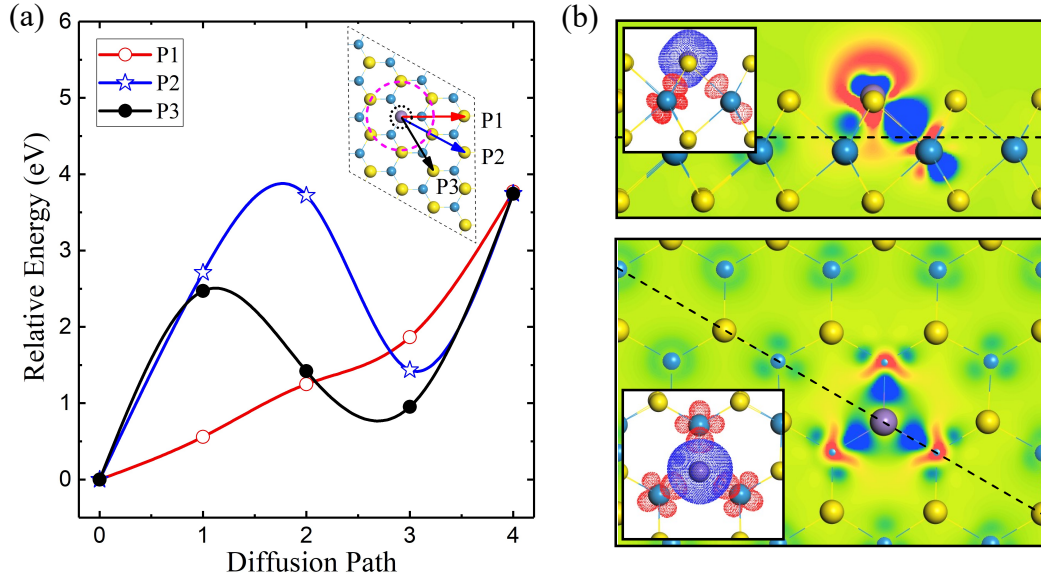 (a)
Relative Energy (eV)
6
5
4
3
2
1
0
P1
P2
P3
P1
P2
P3
0 1 2 3 4
Diffusion Path
(b)